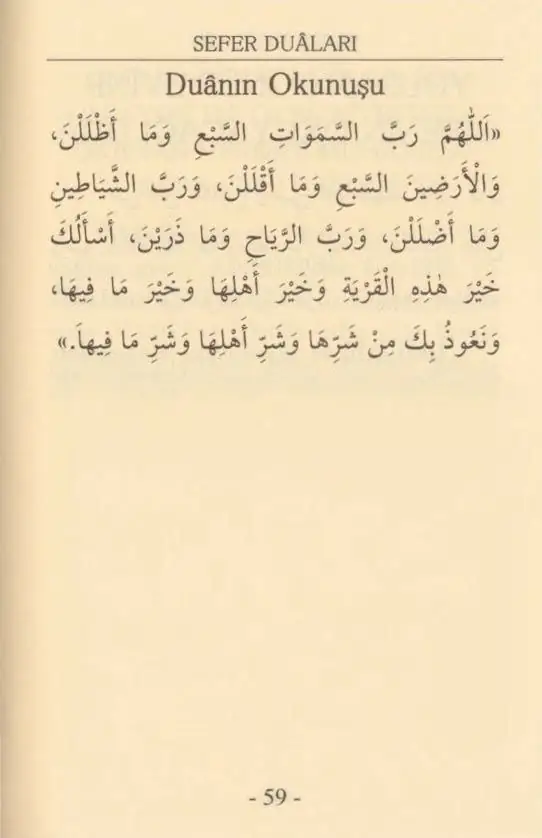 SEFER DUÂLARI
Duânın Okunuşu
«اَللّٰهُمَّ رَبَّ السَّمَوَاتِ السَّبْعِ وَمَا أَظْلَلْنَ،
وَالْأَرَضِينَ السَّبْعِ وَمَا أَقْلَلْنَ، وَرَبَّ الشَّيَاطِينِ
وَمَا أَضْلَلْنَ، وَرَبَّ الرِّيَاحِ وَمَا ذَرَيْنَ، أَسْأَلُكَ
خَيْرَ هٰذِهِ الْقَرْيَةِ وَخَيْرَ أَهْلِهَا وَخَيْرَ مَا فِيهَا،
وَنَعُوذُ بِكَ مِنْ شَرِّهَا وَشَرِّ أَهْلِهَا وَشَرِّ مَا فِيهاَ.»
- 59 -